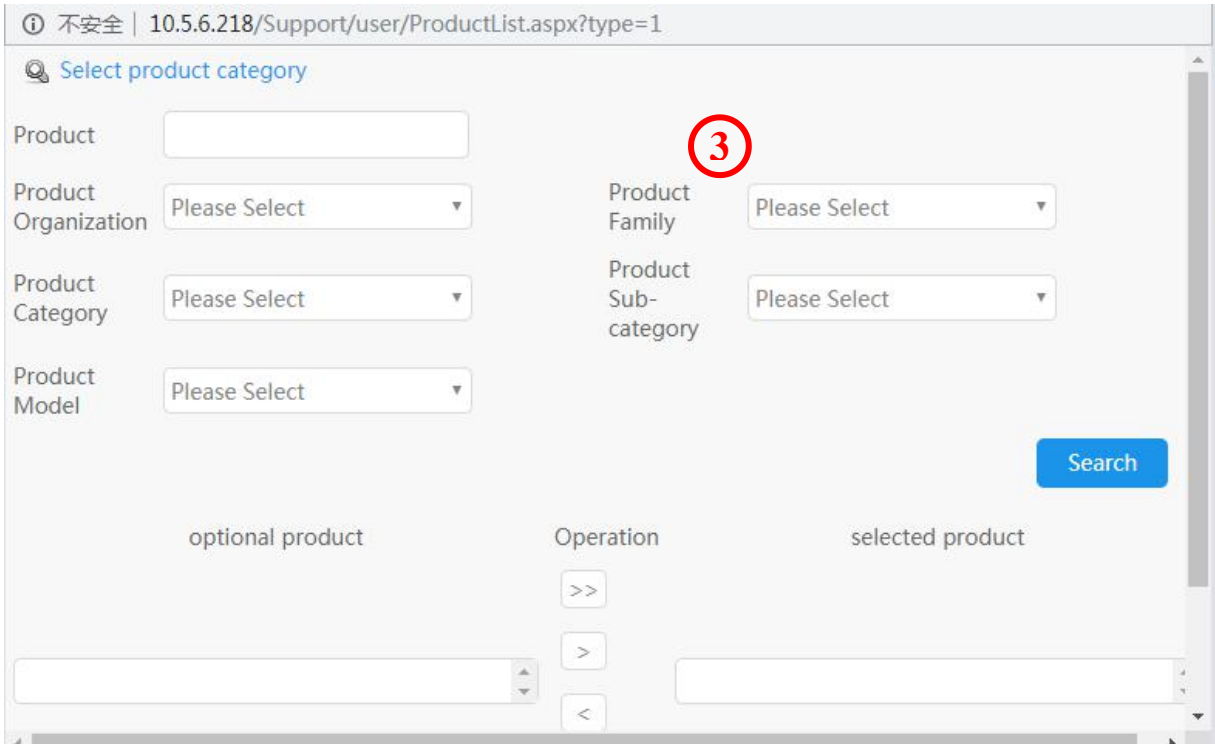 不安全 | 10.5.6.218/Support/user/ProductList.aspx?type=1
Select product category
Product
3
Product
Organization
Please Select
Product
Family
Please Select
Product
Category
Please Select
Product
Sub-
category
Please Select
Product
Model
Please Select
Search
optional product
Operation
selected product
>>
>
<